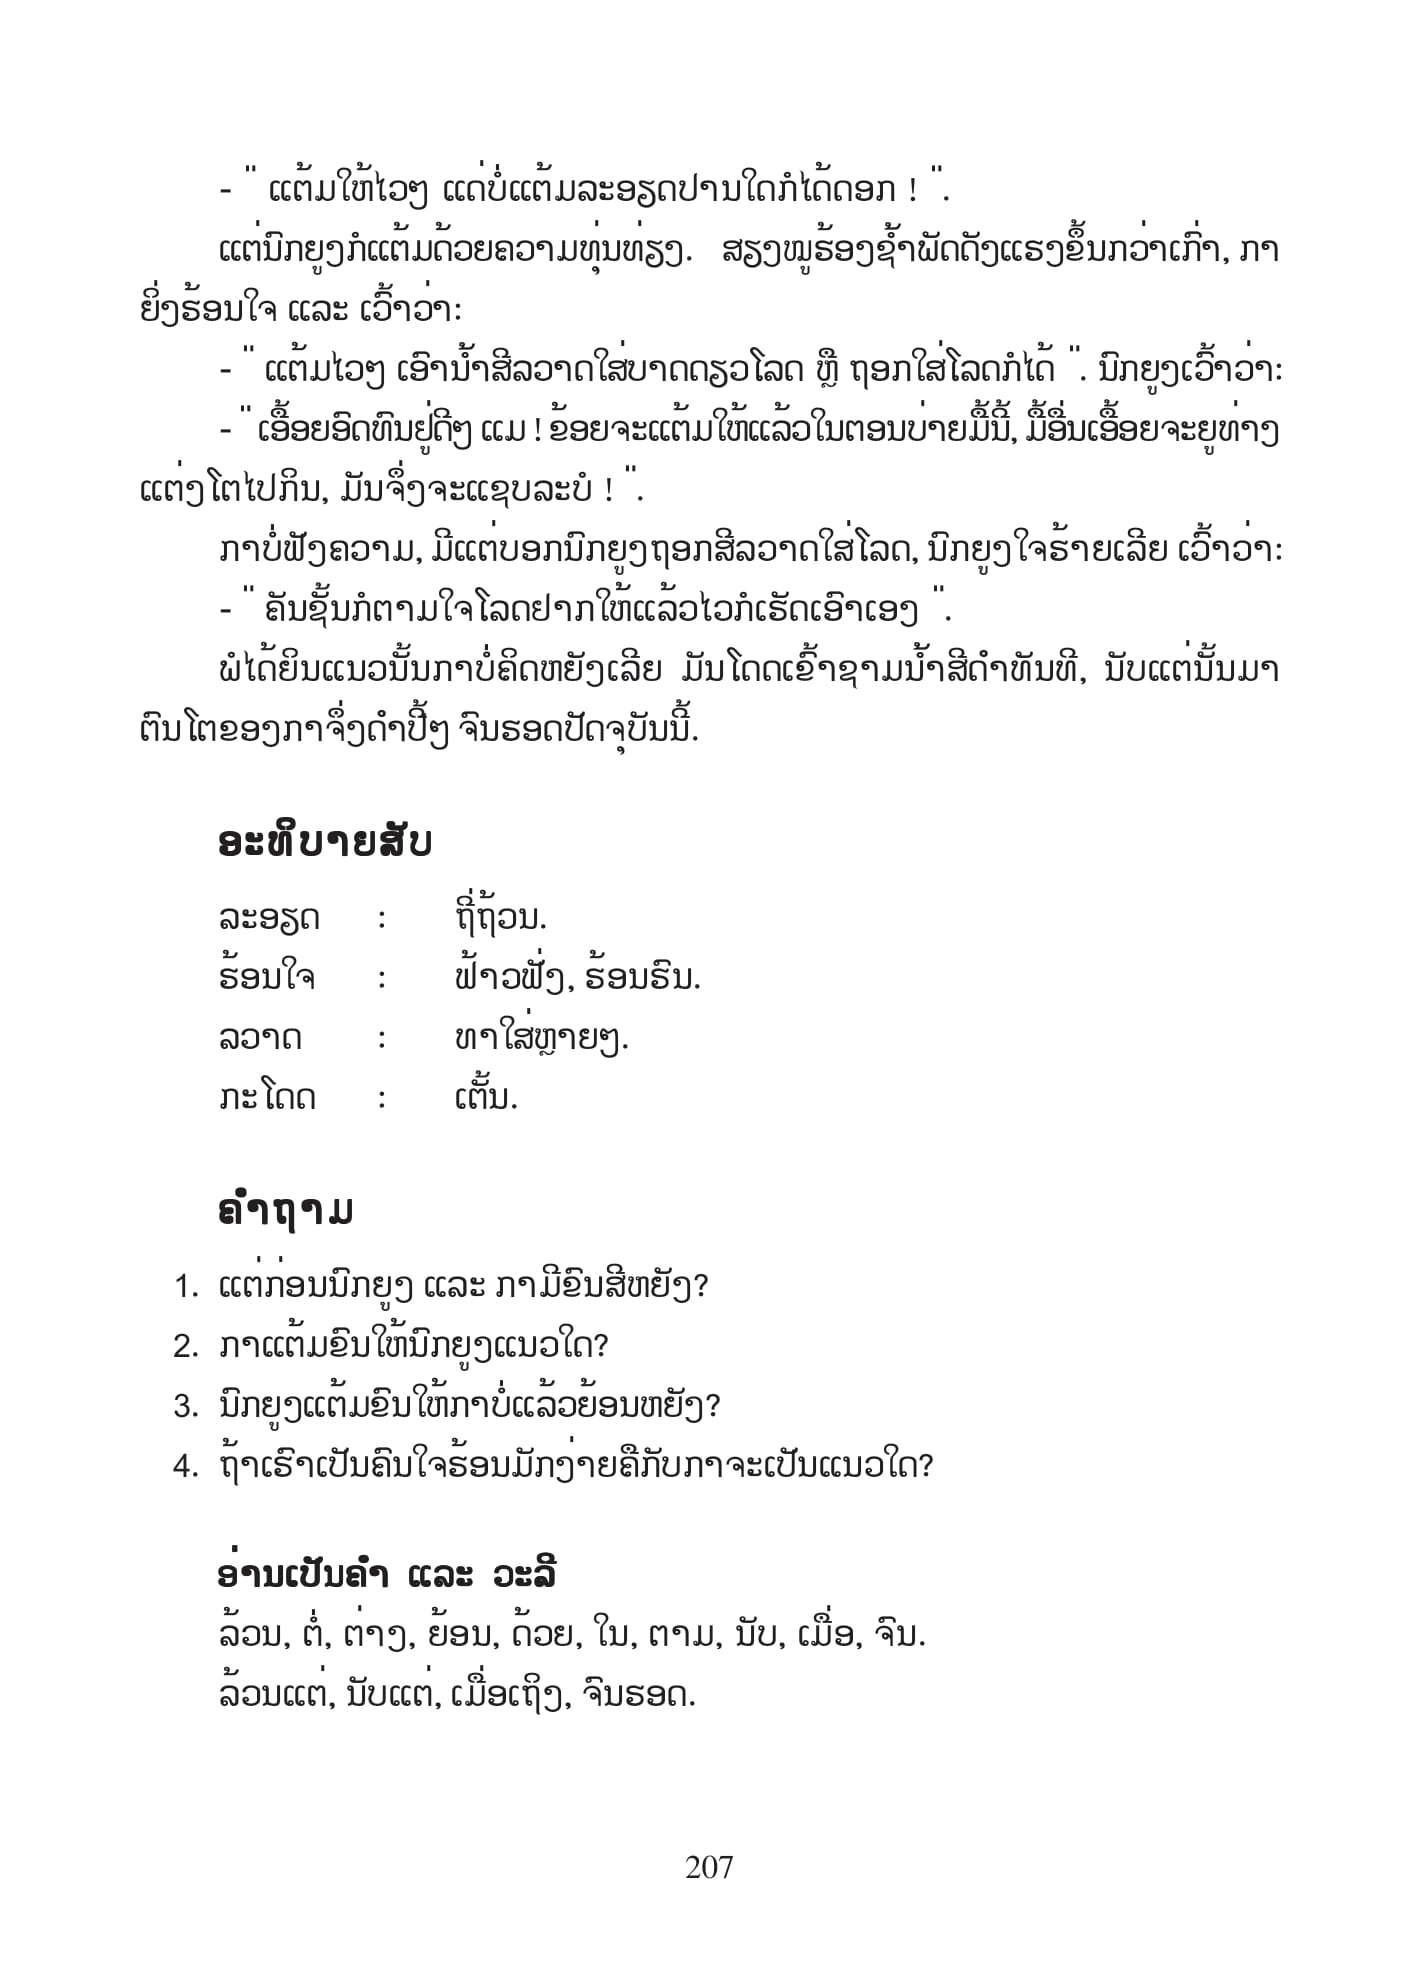 - " ແຕ້ມໃຫ້ໄວໆ ແດ່ບໍ່ແຕ້ມລະອຽດປານໃດກໍໄດ້ດອກ ! ".
ແຕ່ນົກຍູງກໍແຕ້ມດ້ວຍຄວາມທຸ່ນທ່ຽງ. ສຽງໝູຮ້ອງຊ້ຳພັດດັງແຮງຂຶ້ນກວ່າເກົ່າ, ກາ
ຍິ່ງຮ້ອນໃຈ ແລະ ເວົ້າວ່າ:
- " ແຕ້ມໄວໆ ເອົານ້ຳສີລວາດໃສ່ບາດດຽວໂລດ ຫຼື ຖອກໃສ່ໂລດກໍໄດ້ ". ນົກຍູງເວົ້າວ່າ:
- " ເອື້ອຍອົດທົນຢູ່ດີໆ ແມ ! ຂ້ອຍຈະແຕ້ມໃຫ້ແລ້ວໃນຕອນບ່າຍມື້ນີ້, ມື້ອື່ນເອື້ອຍຈະຍູທ່າງ
ແຕ່ງໂຕໄປກິນ, ມັນຈຶ່ງຈະແຊບລະບໍ ! ".
ກາບໍ່ຟັງຄວາມ, ມີແຕ່ບອກນົກຍູງຖອກສີລວາດໃສ່ໂລດ, ນົກຍູງໃຈຮ້າຍເລີຍ ເວົ້າວ່າ:
- " ຄັນຊັ້ນກໍຕາມໃຈໂລດຢາກໃຫ້ແລ້ວໄວກໍເຮັດເອົາເອງ ".
ພໍໄດ້ຍິນແນວນັ້ນກາບໍ່ຄິດຫຍັງເລີຍ ມັນໂດດເຂົ້າຊາມນ້ຳສີດຳທັນທີ, ນັບແຕ່ນັ້ນມາ
ຕົນໂຕຂອງກາຈຶ່ງດຳປີ້ໆ ຈົນຮອດປັດຈຸບັນນີ້.
ອະທິບາຍສັບ
ລະອຽດ : ຖີ່ຖ້ວນ.
ຮ້ອນໃຈ : ຟ້າວຟັ່ງ, ຮ້ອນຮົນ.
ລວາດ : ທາໃສ່ຫຼາຍໆ.
ກະໂດດ : ເຕັ້ນ.
ຄຳຖາມ
1. ແຕ່ກ່ອນນົກຍູງ ແລະ ກາມີຂົນສີຫຍັງ?
2. ກາແຕ້ມຂົນໃຫ້ນົກຍູງແນວໃດ?
3. ນົກຍູງແຕ້ມຂົນໃຫ້ກາບໍ່ແລ້ວຍ້ອນຫຍັງ?
4. ຖ້າເຮົາເປັນຄົນໃຈຮ້ອນມັກງ່າຍຄືກັບກາຈະເປັນແນວໃດ?
ອ່ານເປັນຄຳ ແລະ ວະລີ
ລ້ວນ, ຕໍ່, ຕ່າງ, ຍ້ອນ, ດ້ວຍ, ໃນ, ຕາມ, ນັບ, ເມື່ອ, ຈົນ.
ລ້ວນແຕ່, ນັບແຕ່, ເມື່ອເຖິງ, ຈົນຮອດ.
207